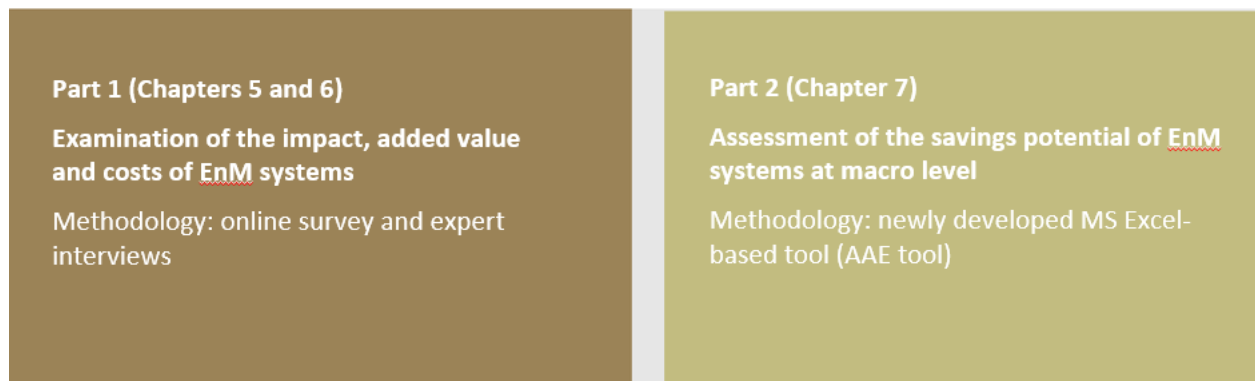 Part 1 (Chapters 5 and 6)
Examination of the impact, added value
and costs of EnM systems
Methodology: online survey and expert
interviews
Part 2 (Chapter 7)
Assessment of the savings potential of EnM
systems at macro level
Methodology: newly developed MS Excel-
based tool (AAE tool)